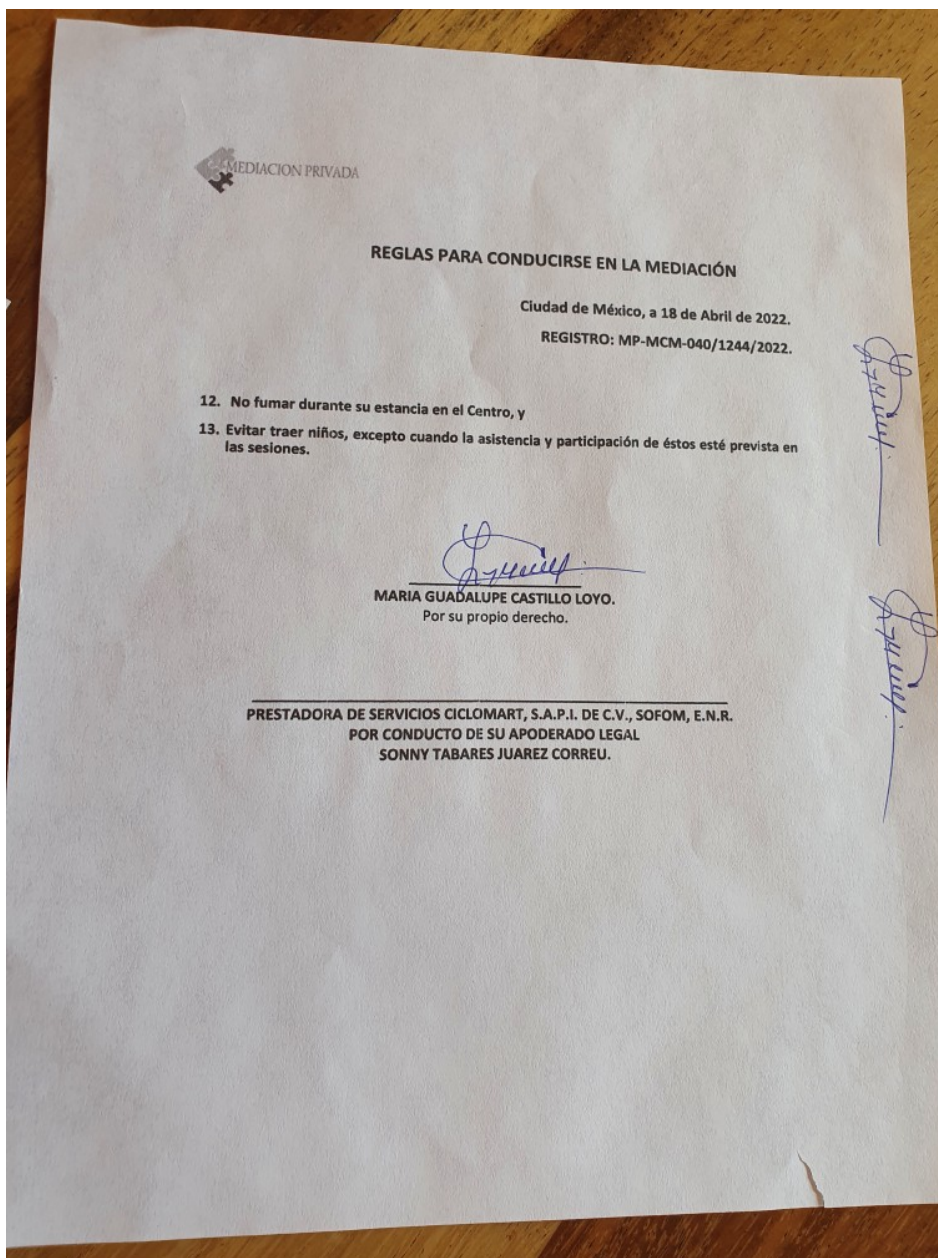 MEDIACION PRIVADA
REGLAS PARA CONDUCIRSE EN LA MEDIACIÓN
Ciudad de México, a 18 de Abril de 2022.
REGISTRO: MP-MCM-040/1244/2022.
12. No fumar durante su estancia en el Centro, y
13. Evitar traer niños, excepto cuando la asistencia y participación de éstos esté prevista en
las sesiones.
MARIA GUADALUPE CASTILLO LOYO.
Por su propio derecho.
PRESTADORA DE SERVICIOS CICLOMART, S.A.P.I. DE C.V., SOFOM, E.N.R.
POR CONDUCTO DE SU APODERADO LEGAL
SONNY TABARES JUAREZ CORREU.